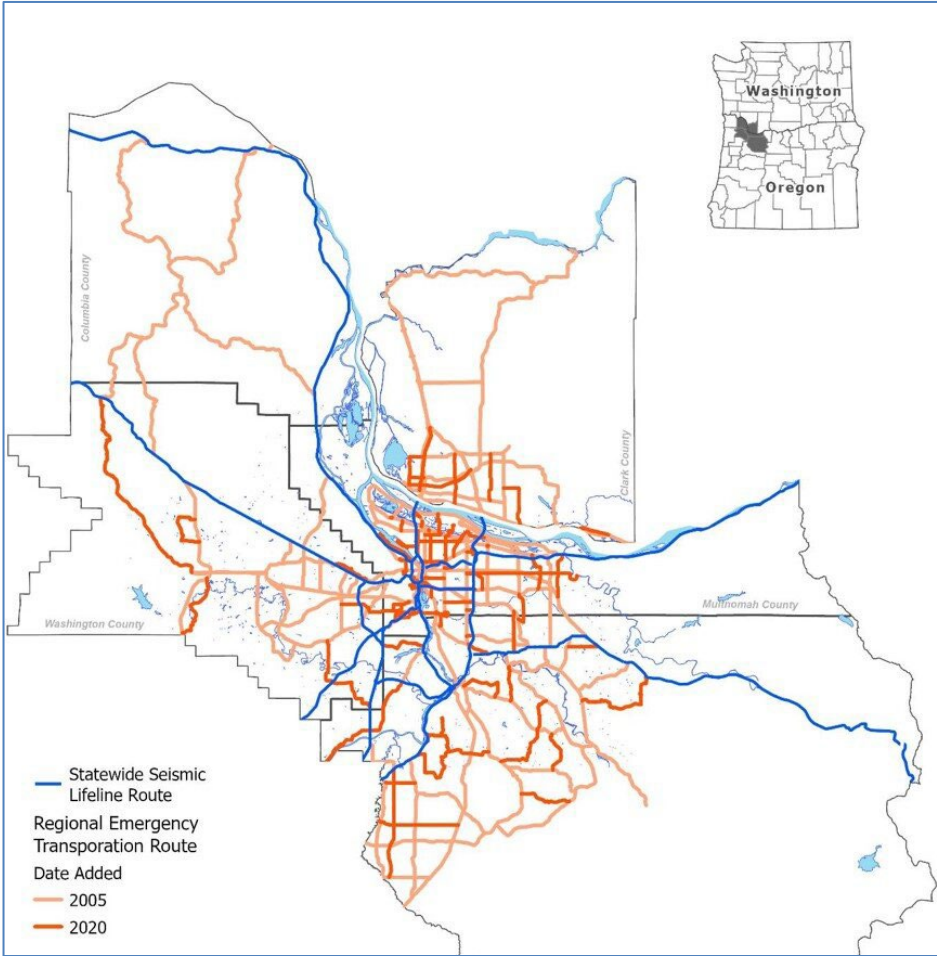 Washington
Oregon
Columbia County
Clark County
Multnomah County
Washington County
Statewide Seismic
Lifeline Route
Regional Emergency
Transporation Route
Date Added
2005
2020